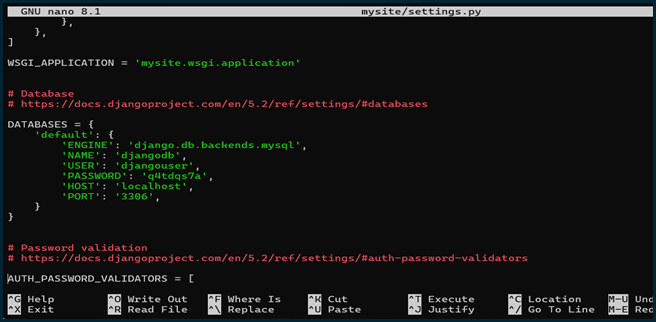 GNU nano 8.1 mysite/settings.py
        },
    },
]
WSGI_APPLICATION = 'mysite.wsgi.application'
# Database
# https://docs.djangoproject.com/en/5.2/ref/settings/#databases
DATABASES = {
    'default': {
        'ENGINE': 'django.db.backends.mysql',
        'NAME': 'djangodb',
        'USER': 'djangouser',
        'PASSWORD': 'q4tdqs7a',
        'HOST': 'localhost',
        'PORT': '3306',
    }
}
# Password validation
# https://docs.djangoproject.com/en/5.2/ref/settings/#auth-password-validators
AUTH_PASSWORD_VALIDATORS = [
^G Help ^O Write Out ^F Where Is ^K Cut ^T Execute ^C Location M-U Und
^X Exit ^R Read File ^\ Replace ^U Paste ^J Justify ^/ Go To Line M-E Red